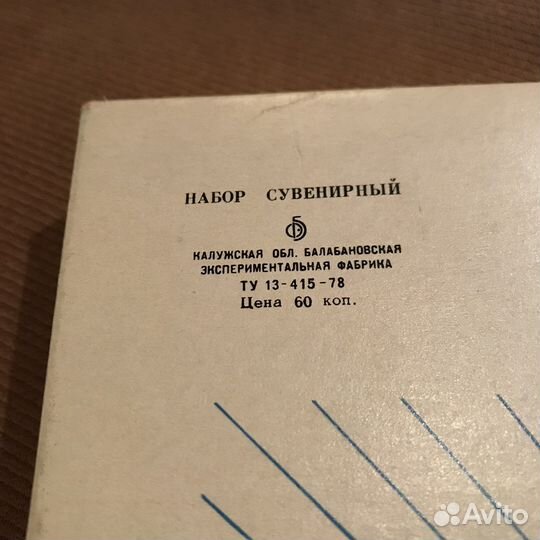 НАБОР СУВЕНИРНЫЙ
КАЛУЖСКАЯ ОБЛ. БАЛАБАНОВСКАЯ
ЭКСПЕРИМЕНТАЛЬНАЯ ФАБРИКА
ТУ 13-415-78
Цена 60 коп.
Avito